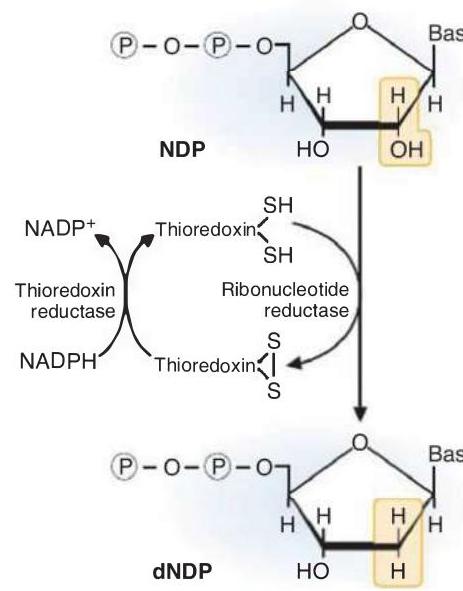 O
P – O – P – O
Bas
H H H H
HO OH
NDP
SH
NADP+ Thioredoxin
SH
Thioredoxin
reductase
Ribonucleotide
reductase
S
NADPH Thioredoxin
S
O
P – O – P – O
Bas
H H H H
HO H
dNDP